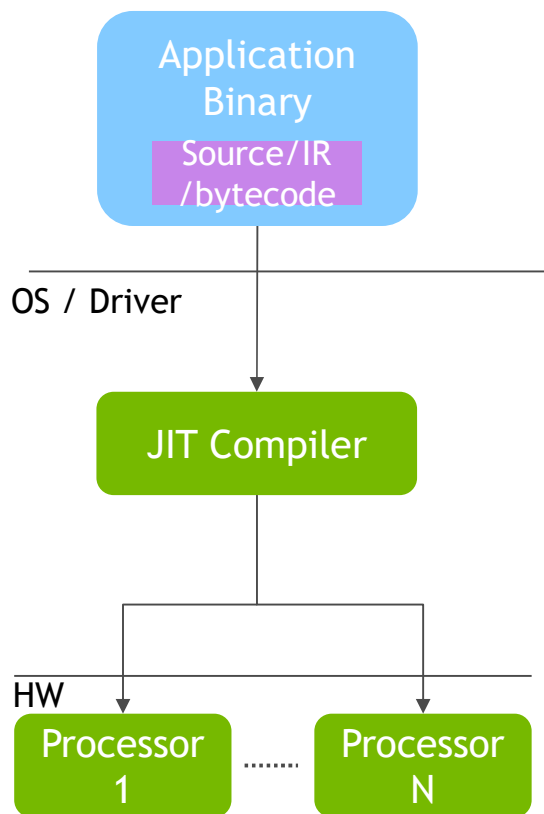 Application
Binary
Source/IR
/bytecode
OS / Driver
JIT Compiler
HW
Processor
1
Processor
N